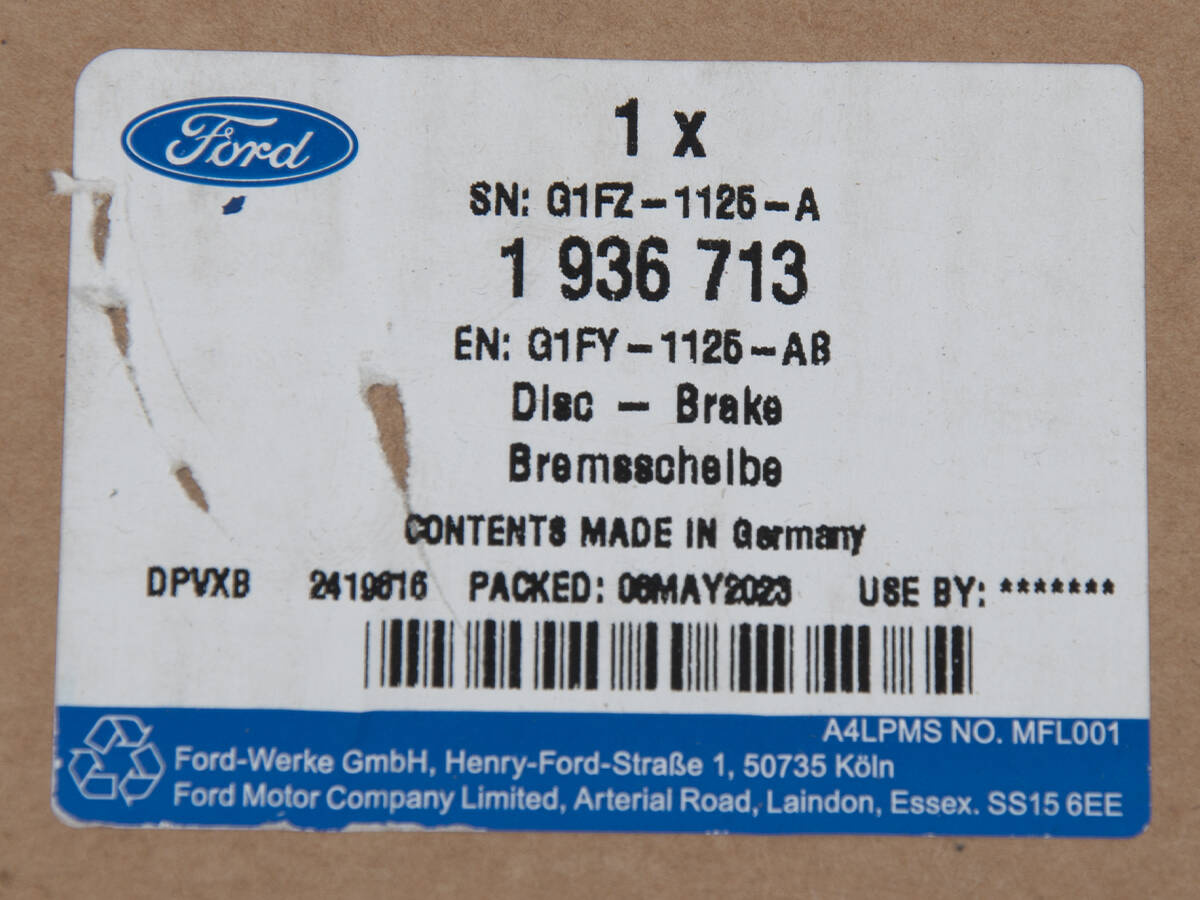 Ford
1 x
SN: G1FZ-1125-A
1 936 713
EN: G1FY-1125-AB
Disc - Brake
Bremsscheibe
CONTENTS MADE IN Germany
DPVXB 2419616 PACKED: 08MAY2023 USE BY: *******
A4LPMS NO. MFL001
Ford-Werke GmbH, Henry-Ford-Straße 1, 50735 Köln
Ford Motor Company Limited, Arterial Road, Laindon, Essex. SS15 6EE